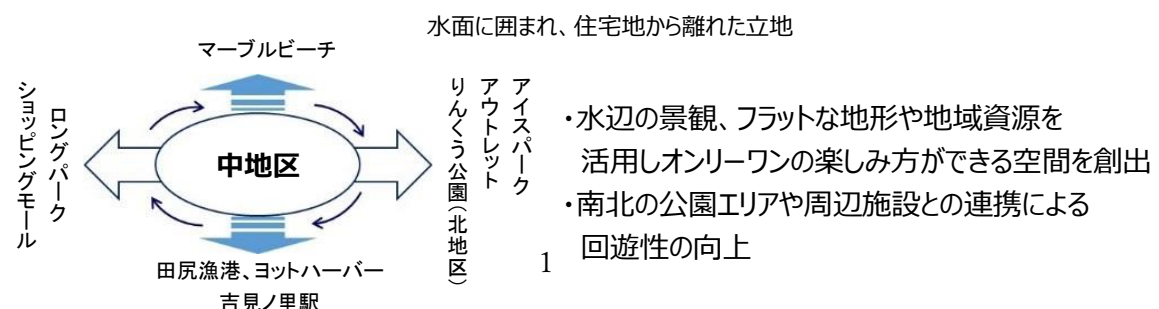 水面に囲まれ、住宅地から離れた立地
マーブルビーチ
ロングパーク
ショッピングモール
中地区
アイスパーク
アウトレット
りんくう公園（北地区）
田尻漁港、ヨットハーバー
吉見ノ里駅
・水辺の景観、フラットな地形や地域資源を
活用しオンリーワンの楽しみ方ができる空間を創出
・南北の公園エリアや周辺施設との連携による
回遊性の向上
1